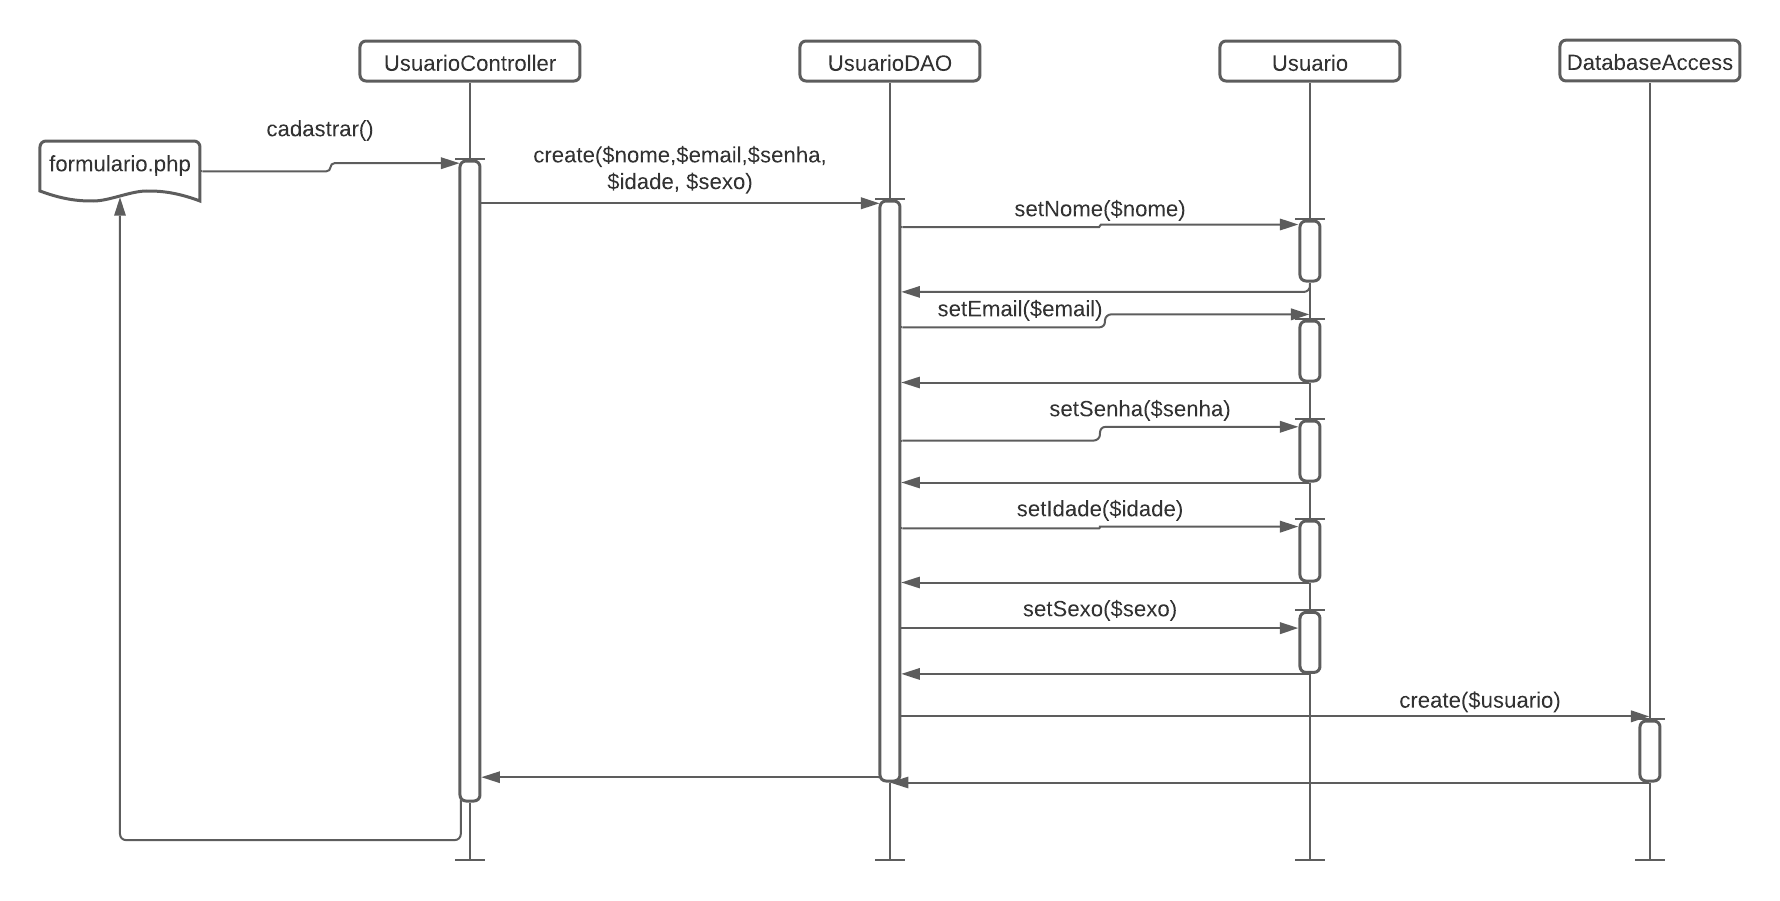 UsuarioController
UsuarioDAO
Usuario
DatabaseAccess
cadastrar()
formulario.php
create($nome,$email,$senha,
$idade, $sexo)
setNome($nome)
setEmail($email)
setSenha($senha)
setIdade($idade)
setSexo($sexo)
create($usuario)